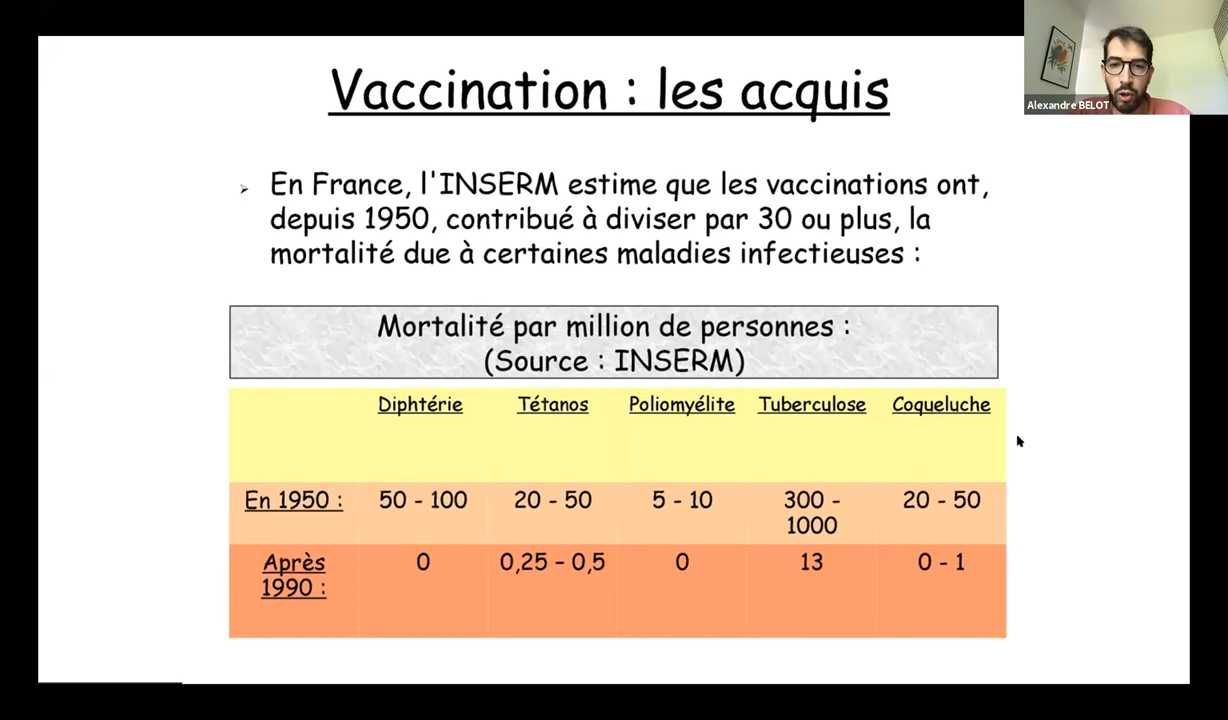 Vaccination : les acquis
Alexandre BELOT
En France, l'INSERM estime que les vaccinations ont,
depuis 1950, contribué à diviser par 30 ou plus, la
mortalité due à certaines maladies infectieuses :
Mortalité par million de personnes :
(Source : INSERM)
Diphtérie Tétanos Poliomyélite Tuberculose Coqueluche
En 1950 : 50 - 100 20 - 50 5 - 10 300 - 1000 20 - 50
Après 1990 : 0 0,25 – 0,5 0 13 0 - 1